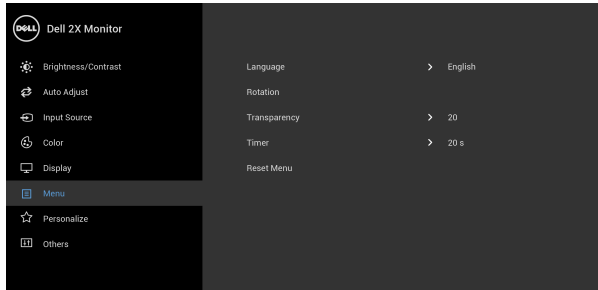 DELL Dell 2X Monitor
Brightness/Contrast
Auto Adjust
Input Source
Color
Display
Menu
Personalize
Others
Language > English
Rotation
Transparency > 20
Timer > 20 s
Reset Menu